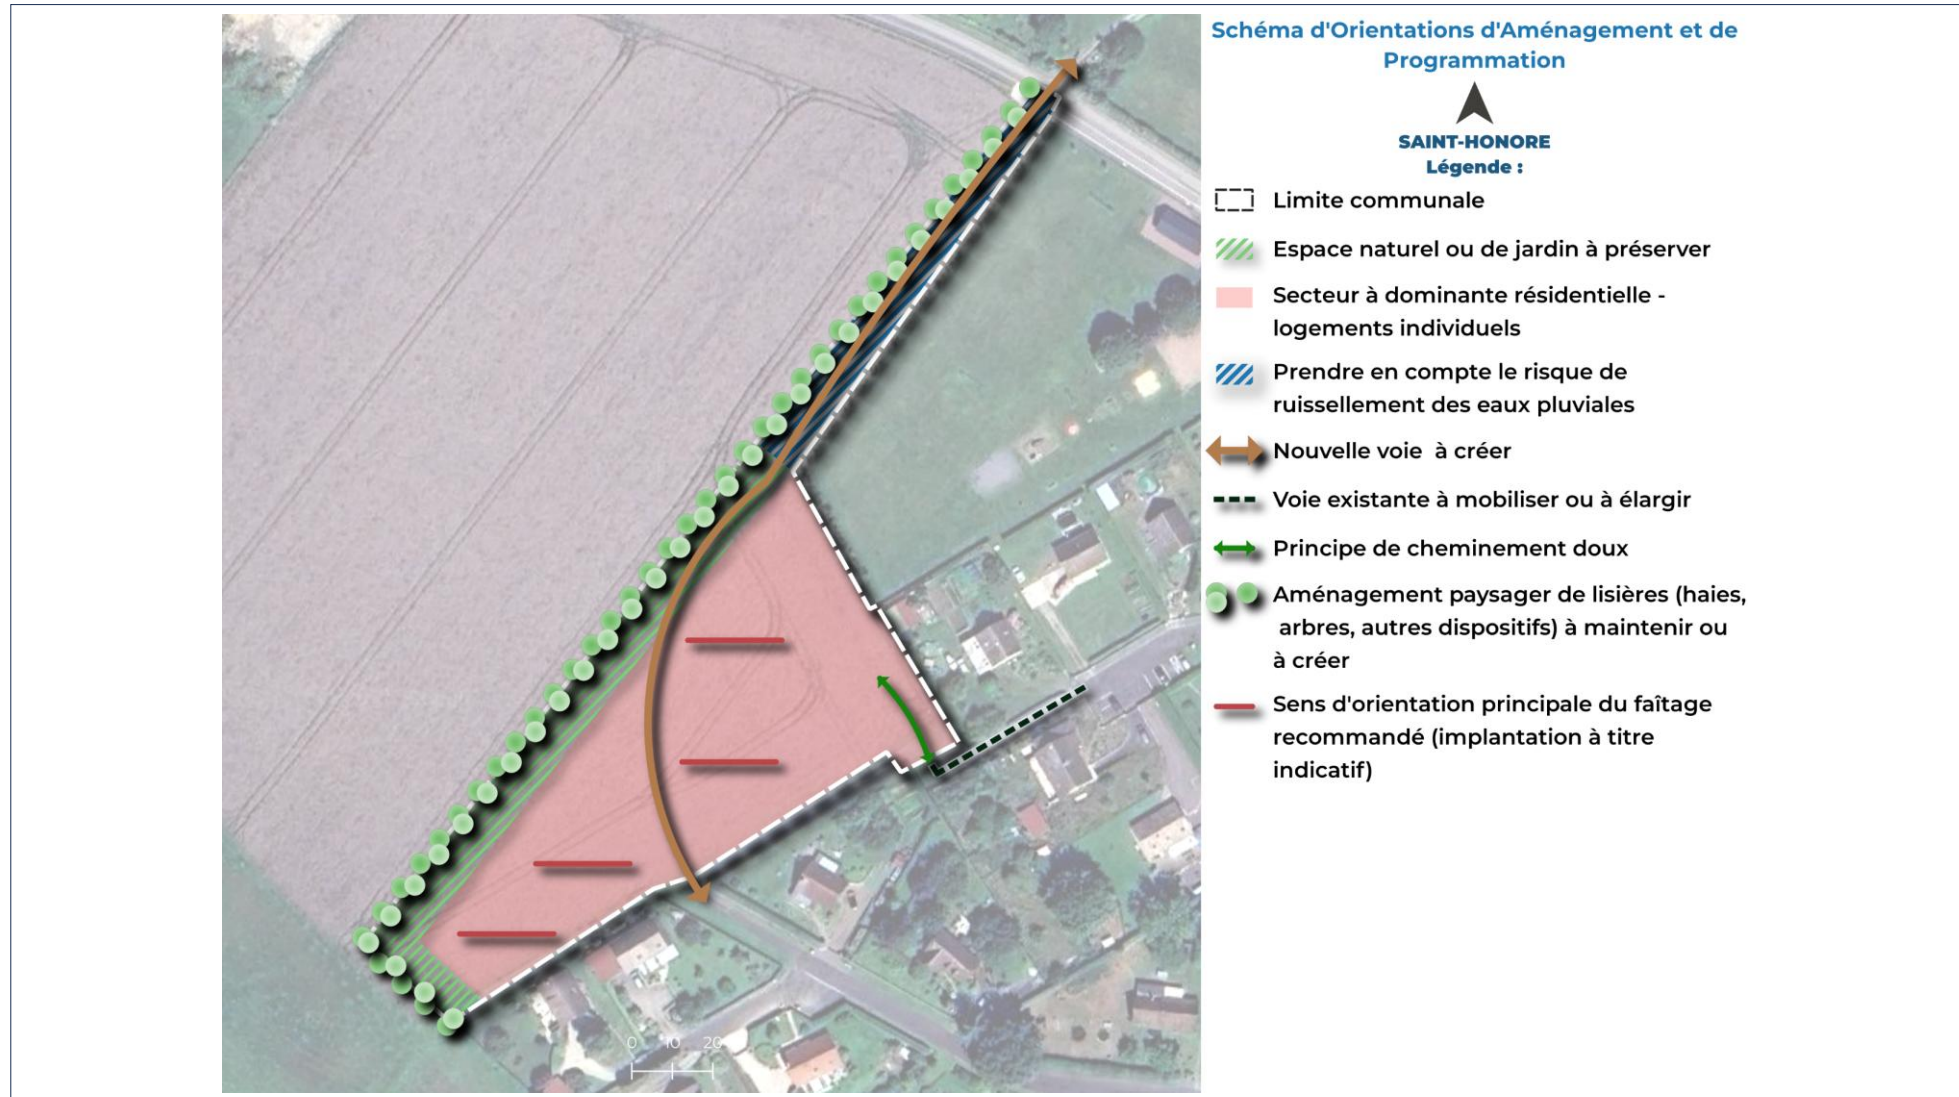 Schéma d'Orientations d'Aménagement et de
Programmation
SAINT-HONORE
Légende :
Limite communale
Espace naturel ou de jardin à préserver
Secteur à dominante résidentielle -
logements individuels
Prendre en compte le risque de
ruissellement des eaux pluviales
Nouvelle voie à créer
Voie existante à mobiliser ou à élargir
Principe de cheminement doux
Aménagement paysager de lisières (haies,
arbres, autres dispositifs) à maintenir ou
à créer
Sens d'orientation principale du faîtage
recommandé (implantation à titre
indicatif)
0 10 20